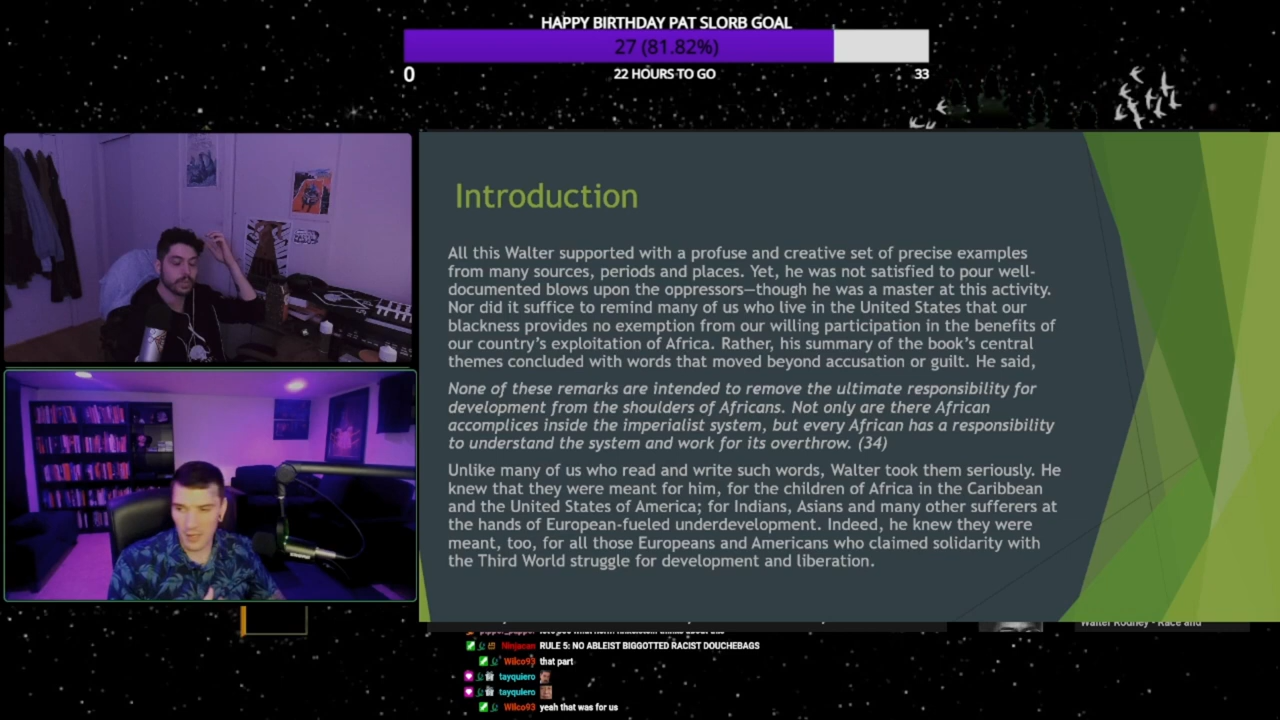 HAPPY BIRTHDAY PAT SLORB GOAL
27 (81.82%)
0
22 HOURS TO GO
33
Introduction
All this Walter supported with a profuse and creative set of precise examples
from many sources, periods and places. Yet, he was not satisfied to pour well-
documented blows upon the oppressors—though he was a master at this activity.
Nor did it suffice to remind many of us who live in the United States that our
blackness provides no exemption from our willing participation in the benefits of
our country's exploitation of Africa. Rather, his summary of the book's central
themes concluded with words that moved beyond accusation or guilt. He said,
None of these remarks are intended to remove the ultimate responsibility for
development from the shoulders of Africans. Not only are there African
accomplices inside the imperialist system, but every African has a responsibility
to understand the system and work for its overthrow. (34)
Unlike many of us who read and write such words, Walter took them seriously. He
knew that they were meant for him, for the children of Africa in the Caribbean
and the United States of America; for Indians, Asians and many other sufferers at
the hands of European-fueled underdevelopment. Indeed, he knew they were
meant, too, for all those Europeans and Americans who claimed solidarity with
the Third World struggle for development and liberation.
Walter Rodney - Race and
Ninjacan RULE 5: NO ABLEIST BIGGOTTED RACIST DOUCHEBAGS
Wilco93 that part
tayquiero
tayquiero
Wilco93 yeah that was for us